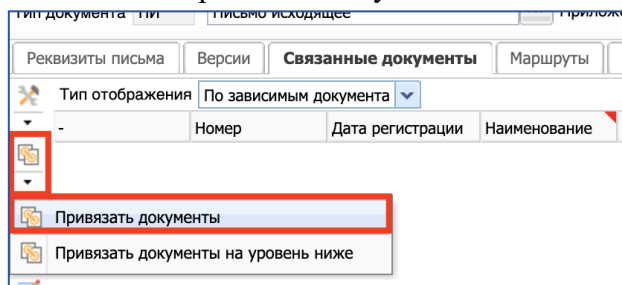 Тип документа ПИ Письмо исходящее ... Прилож
Реквизиты письма Версии Связанные документы Маршруты
Тип отображения По зависимым документа
- Номер Дата регистрации Наименование
Привязать документы
Привязать документы на уровень ниже